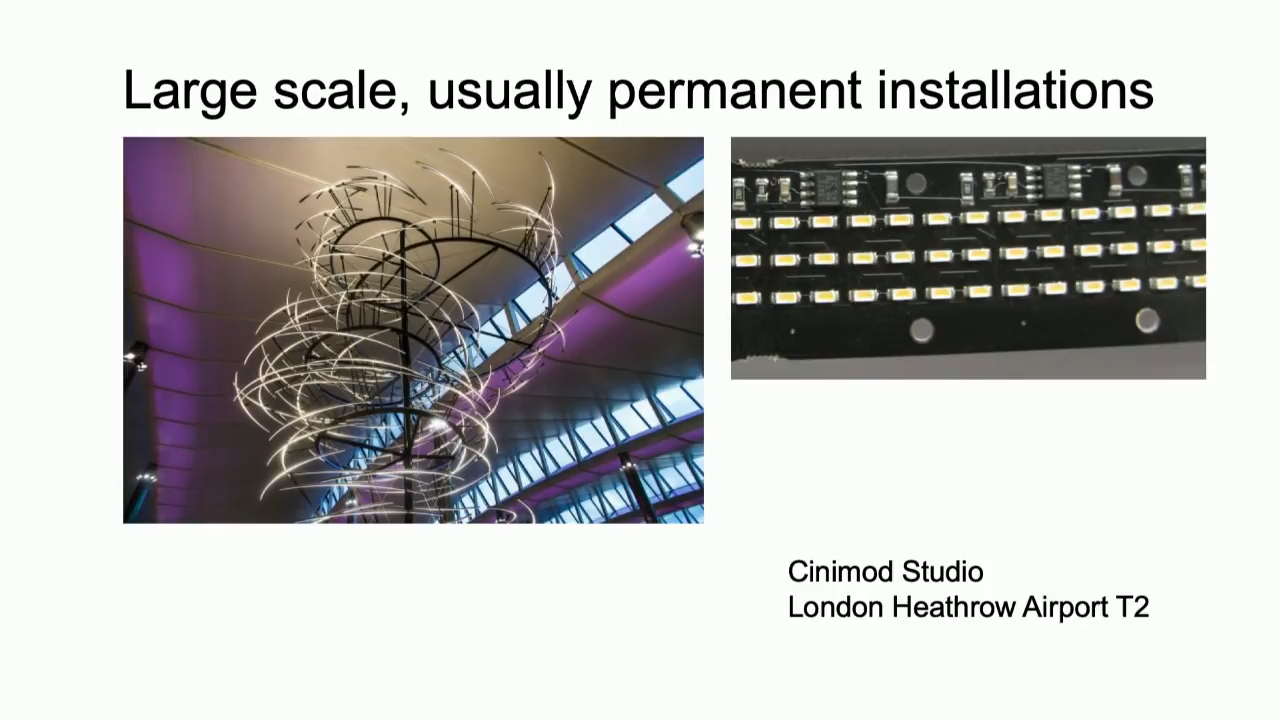 Large scale, usually permanent installations
Cinimod Studio
London Heathrow Airport T2